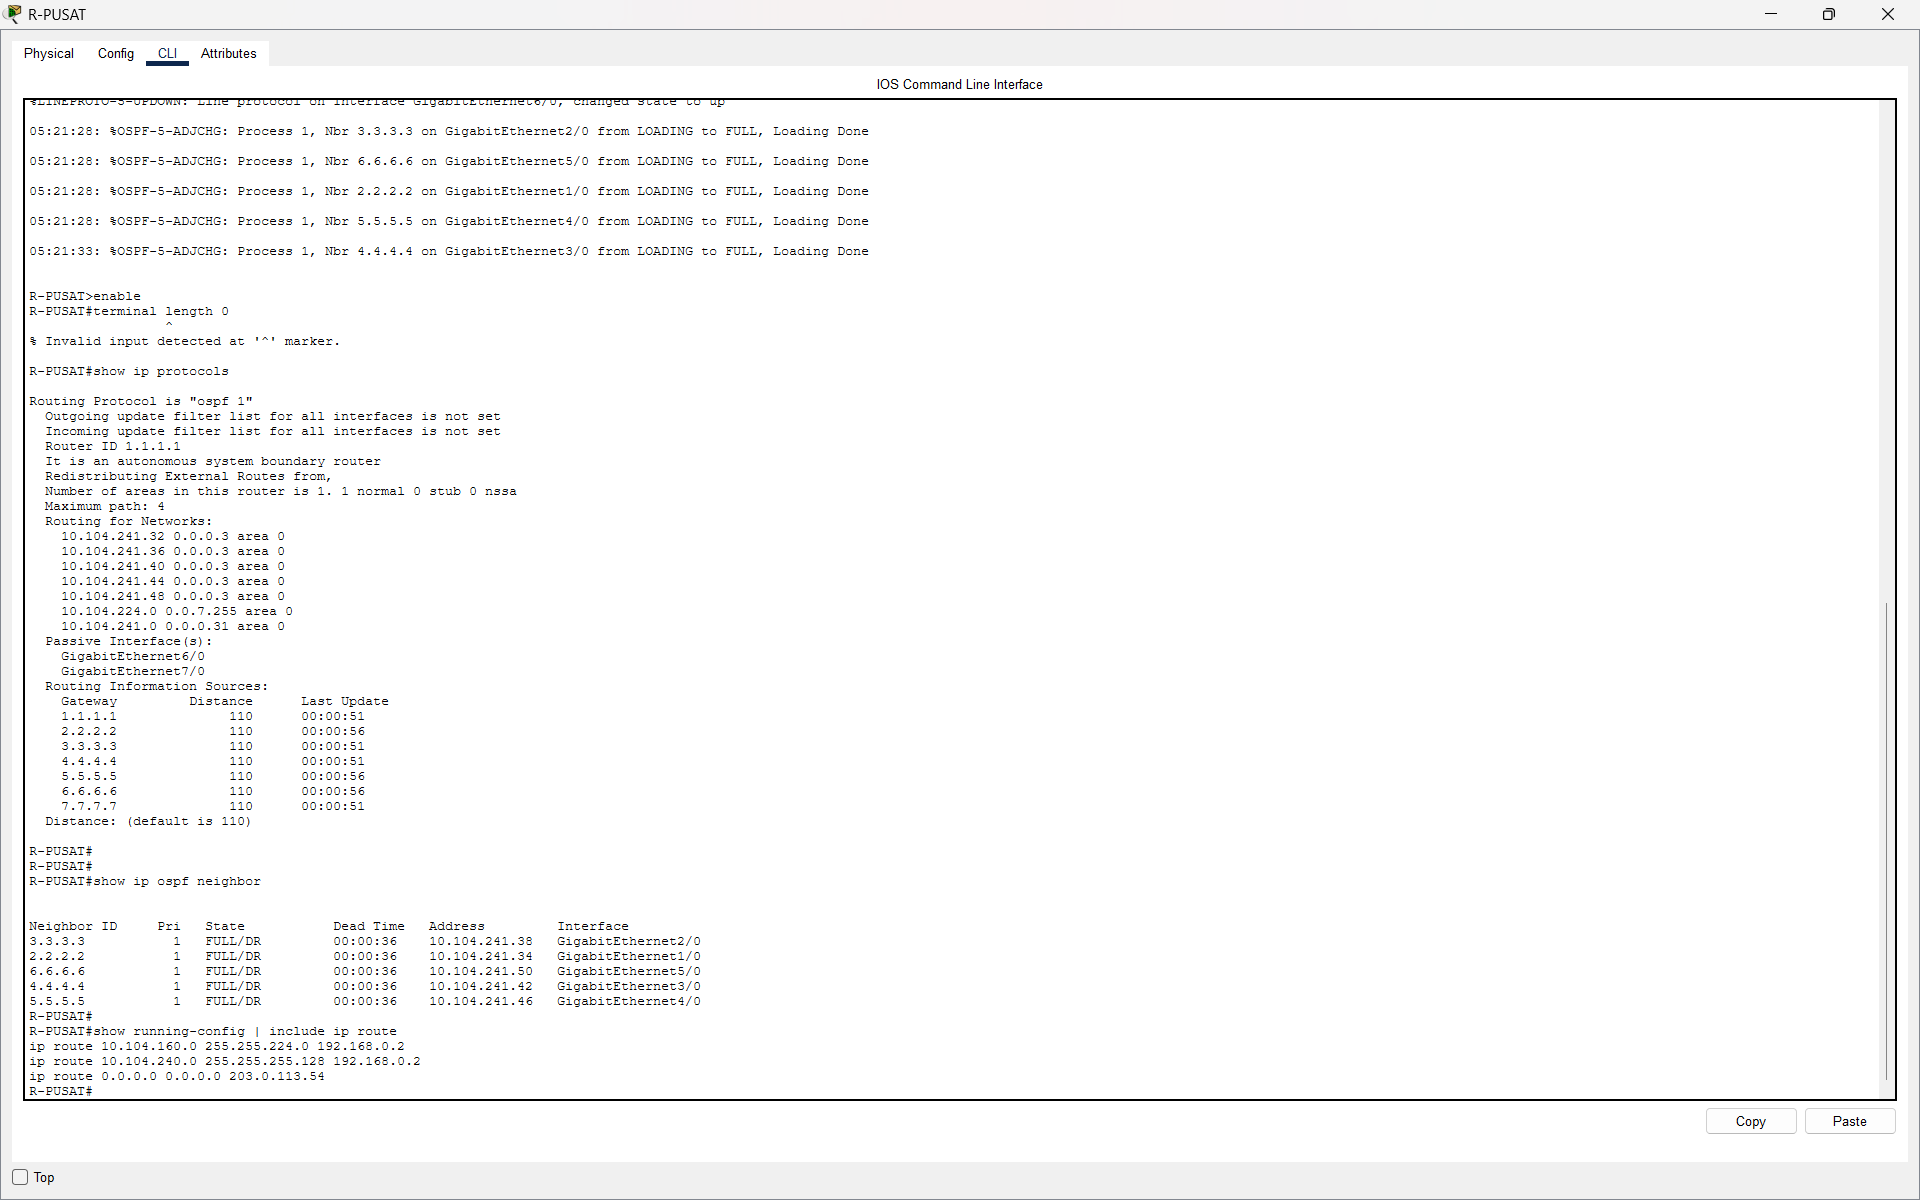 R-PUSAT
Physical Config CLI Attributes
IOS Command Line Interface
%LINEPROTO-5-UPDOWN: Line protocol on Interface GigabitEthernet6/0, changed state to up
05:21:28: %OSPF-5-ADJCHG: Process 1, Nbr 3.3.3.3 on GigabitEthernet2/0 from LOADING to FULL, Loading Done
05:21:28: %OSPF-5-ADJCHG: Process 1, Nbr 6.6.6.6 on GigabitEthernet5/0 from LOADING to FULL, Loading Done
05:21:28: %OSPF-5-ADJCHG: Process 1, Nbr 2.2.2.2 on GigabitEthernet1/0 from LOADING to FULL, Loading Done
05:21:28: %OSPF-5-ADJCHG: Process 1, Nbr 5.5.5.5 on GigabitEthernet4/0 from LOADING to FULL, Loading Done
05:21:33: %OSPF-5-ADJCHG: Process 1, Nbr 4.4.4.4 on GigabitEthernet3/0 from LOADING to FULL, Loading Done
R-PUSAT>enable
R-PUSAT#terminal length 0
^
% Invalid input detected at '^' marker.
R-PUSAT#show ip protocols
Routing Protocol is "ospf 1"
Outgoing update filter list for all interfaces is not set
Incoming update filter list for all interfaces is not set
Router ID 1.1.1.1
It is an autonomous system boundary router
Redistributing External Routes from,
Number of areas in this router is 1. 1 normal 0 stub 0 nssa
Maximum path: 4
Routing for Networks:
10.104.241.32 0.0.0.3 area 0
10.104.241.36 0.0.0.3 area 0
10.104.241.40 0.0.0.3 area 0
10.104.241.44 0.0.0.3 area 0
10.104.241.48 0.0.0.3 area 0
10.104.224.0 0.0.7.255 area 0
10.104.241.0 0.0.0.31 area 0
Passive Interface(s):
GigabitEthernet6/0
GigabitEthernet7/0
Routing Information Sources:
Gateway Distance Last Update
1.1.1.1 110 00:00:51
2.2.2.2 110 00:00:56
3.3.3.3 110 00:00:51
4.4.4.4 110 00:00:51
5.5.5.5 110 00:00:56
6.6.6.6 110 00:00:56
7.7.7.7 110 00:00:51
Distance: (default is 110)
R-PUSAT#
R-PUSAT#
R-PUSAT#show ip ospf neighbor
Neighbor ID Pri State Dead Time Address Interface
3.3.3.3 1 FULL/DR 00:00:36 10.104.241.38 GigabitEthernet2/0
2.2.2.2 1 FULL/DR 00:00:36 10.104.241.34 GigabitEthernet1/0
6.6.6.6 1 FULL/DR 00:00:36 10.104.241.50 GigabitEthernet5/0
4.4.4.4 1 FULL/DR 00:00:36 10.104.241.42 GigabitEthernet3/0
5.5.5.5 1 FULL/DR 00:00:36 10.104.241.46 GigabitEthernet4/0
R-PUSAT#
R-PUSAT#show running-config | include ip route
ip route 10.104.160.0 255.255.224.0 192.168.0.2
ip route 10.104.240.0 255.255.255.128 192.168.0.2
ip route 0.0.0.0 0.0.0.0 203.0.113.54
R-PUSAT#
Copy Paste
Top